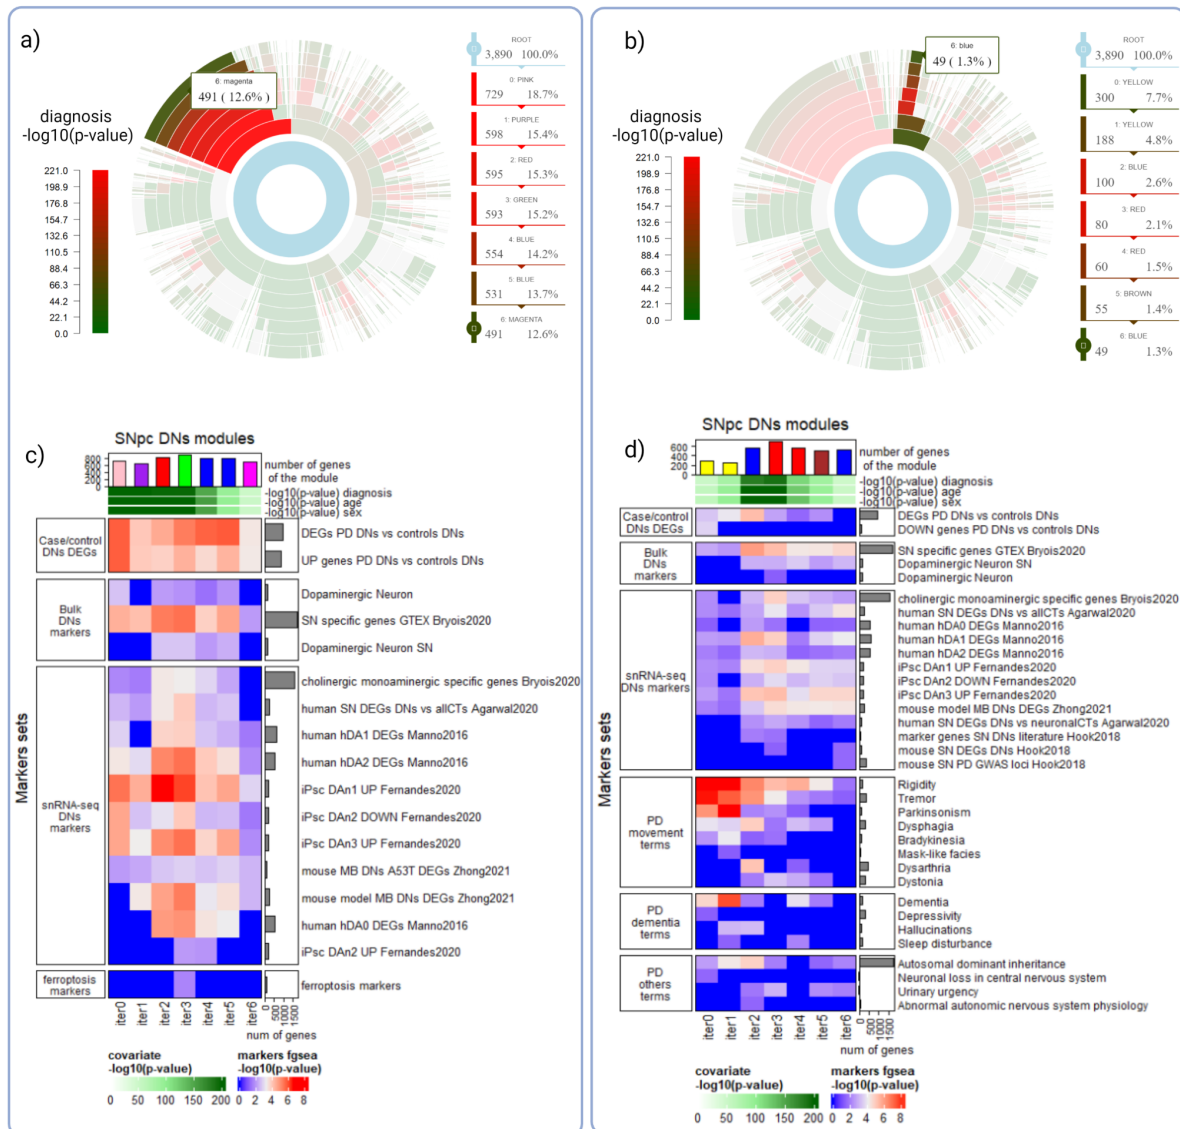 a)
diagnosis
-log10(p-value)
221.0
198.9
176.8
154.7
132.6
110.5
88.4
66.3
44.2
22.1
0.0
6: magenta
491 ( 12.6% )
ROOT
3,890 100.0%
0: PINK
729 18.7%
1: PURPLE
598 15.4%
2: RED
595 15.3%
3: GREEN
593 15.2%
4: BLUE
554 14.2%
5: BLUE
531 13.7%
6: MAGENTA
491 12.6%
b)
diagnosis
-log10(p-value)
221.0
198.9
176.8
154.7
132.6
110.5
88.4
66.3
44.2
22.1
0.0
6: blue
49 ( 1.3% )
ROOT
3,890 100.0%
0: YELLOW
300 7.7%
1: YELLOW
188 4.8%
2: BLUE
100 2.6%
3: RED
80 2.1%
4: RED
60 1.5%
5: BROWN
55 1.4%
6: BLUE
49 1.3%
c)
SNpc DNs modules
800
600
400
200
0
number of genes
of the module
-log10(p-value) diagnosis
-log10(p-value) age
-log10(p-value) sex
Markers sets
Case/control
DNs DEGs
DEGs PD DNs vs controls DNs
UP genes PD DNs vs controls DNs
Bulk
DNs
markers
Dopaminergic Neuron
SN specific genes GTEX Bryois2020
Dopaminergic Neuron SN
snRNA-seq
DNs
markers
cholinergic monoaminergic specific genes Bryois2020
human SN DEGs DNs vs allCTs Agarwal2020
human hDA1 DEGs Manno2016
human hDA2 DEGs Manno2016
iPsc DAn1 UP Fernandes2020
iPsc DAn2 DOWN Fernandes2020
iPsc DAn3 UP Fernandes2020
mouse MB DNs A53T DEGs Zhong2021
mouse model MB DNs DEGs Zhong2021
human hDA0 DEGs Manno2016
iPsc DAn2 UP Fernandes2020
ferroptosis
markers
ferroptosis markers
iter0 iter1 iter2 iter3 iter4 iter5 iter6
0 500 1000 1500
num of genes
covariate
-log10(p-value)
0 50 100 150 200
markers fgsea
-log10(p-value)
0 2 4 6 8
d)
SNpc DNs modules
600
400
200
0
number of genes
of the module
-log10(p-value) diagnosis
-log10(p-value) age
-log10(p-value) sex
Markers sets
Case/control
DNs DEGs
DEGs PD DNs vs controls DNs
DOWN genes PD DNs vs controls DNs
Bulk
DNs
markers
SN specific genes GTEX Bryois2020
Dopaminergic Neuron SN
Dopaminergic Neuron
snRNA-seq
DNs markers
cholinergic monoaminergic specific genes Bryois2020
human SN DEGs DNs vs allCTs Agarwal2020
human hDA0 DEGs Manno2016
human hDA1 DEGs Manno2016
human hDA2 DEGs Manno2016
iPsc DAn1 UP Fernandes2020
iPsc DAn2 DOWN Fernandes2020
iPsc DAn3 UP Fernandes2020
mouse model MB DNs DEGs Zhong2021
human SN DEGs DNs vs neuronalCTs Agarwal2020
marker genes SN DNs literature Hook2018
mouse SN DEGs DNs Hook2018
mouse SN PD GWAS loci Hook2018
PD
movement
terms
Rigidity
Tremor
Parkinsonism
Dysphagia
Bradykinesia
Mask-like facies
Dysarthria
Dystonia
PD
dementia
terms
Dementia
Depressivity
Hallucinations
Sleep disturbance
PD
others
terms
Autosomal dominant inheritance
Neuronal loss in central nervous system
Urinary urgency
Abnormal autonomic nervous system physiology
iter0 iter1 iter2 iter3 iter4 iter5 iter6
0 500 1000 1500
num of genes
covariate
-log10(p-value)
0 50 100 150 200
markers fgsea
-log10(p-value)
0 2 4 6 8